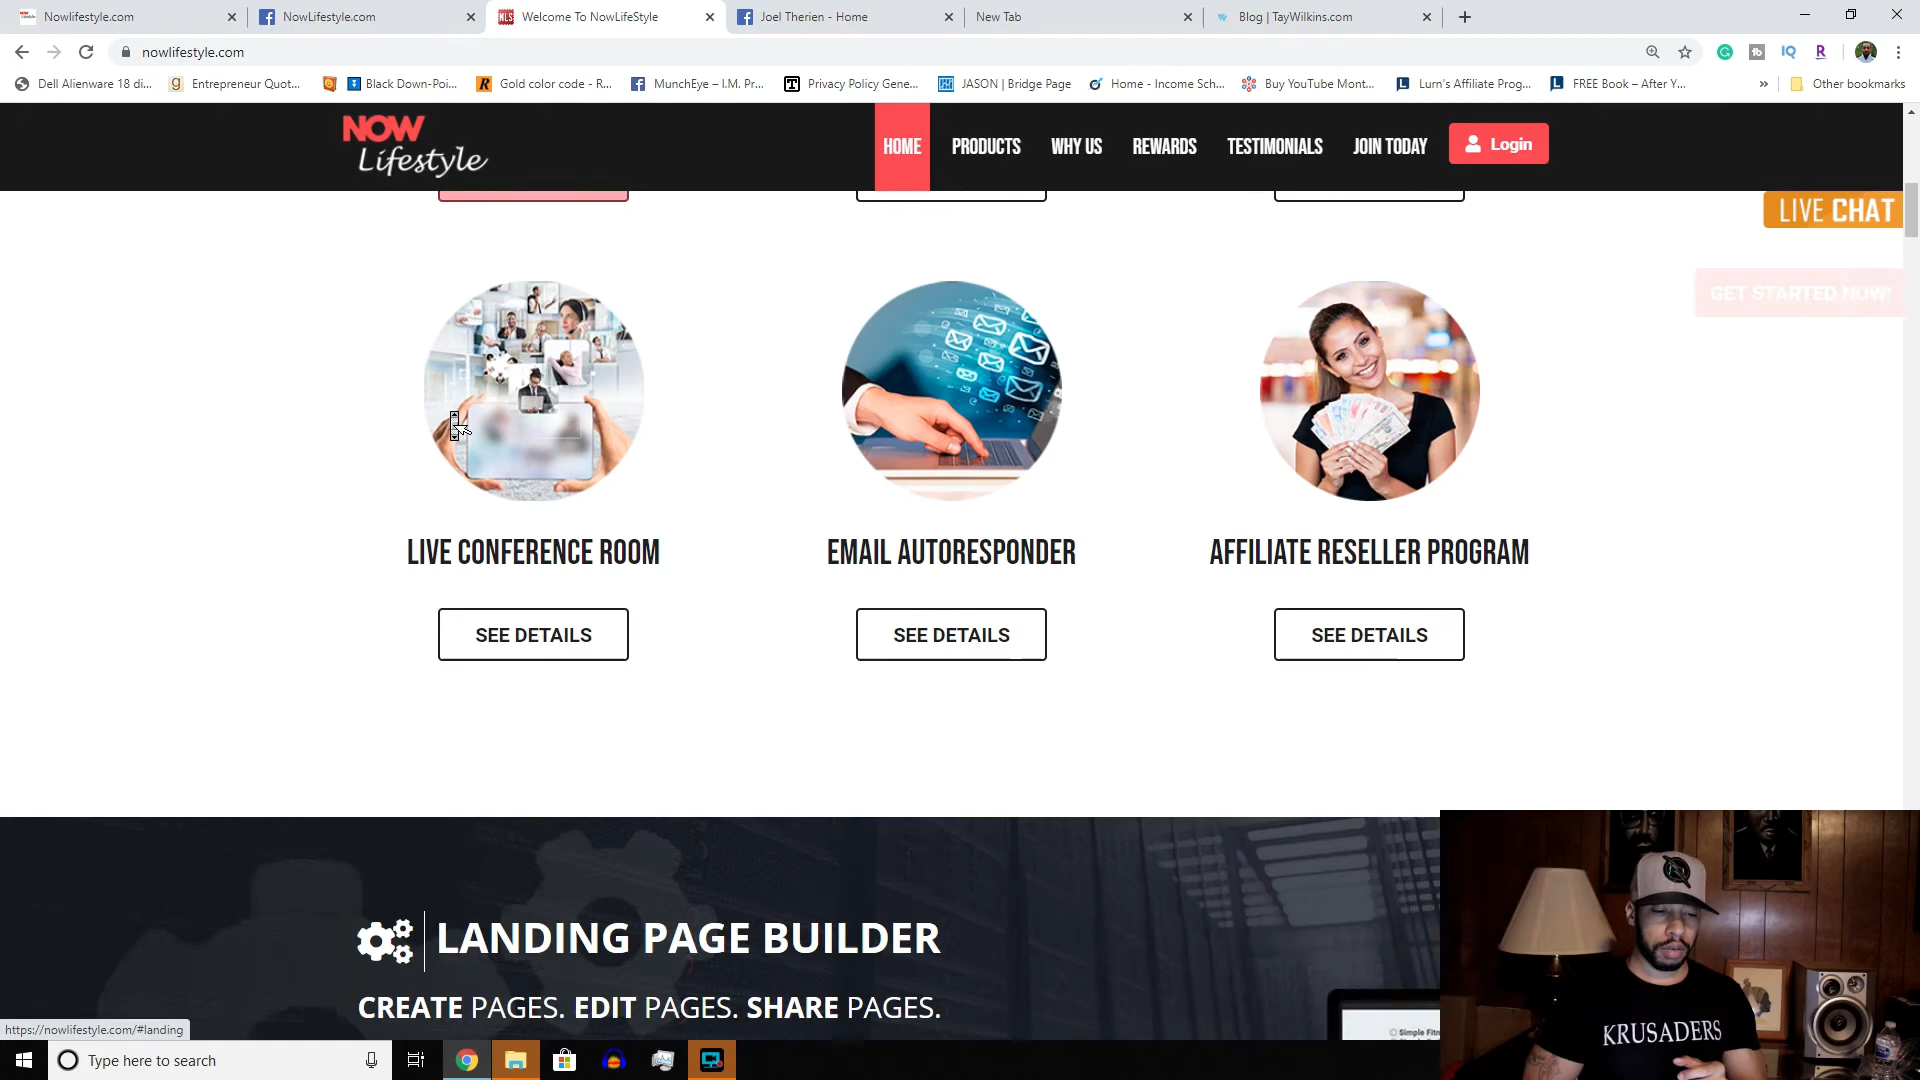 Nowlifestyle.com
NowLifestyle.com
NLS Welcome To NowLifeStyle
Joel Therien - Home
New Tab
Blog | TayWilkins.com
nowlifestyle.com
Dell Alienware 18 di...
Entrepreneur Quot...
Black Down-Poi...
Gold color code - R...
MunchEye – I.M. Pr...
Privacy Policy Gene...
JASON | Bridge Page
Home - Income Sch...
Buy YouTube Mont...
Lurn's Affiliate Prog...
FREE Book – After Y...
Other bookmarks
NOW
Lifestyle
HOME
PRODUCTS
WHY US
REWARDS
TESTIMONIALS
JOIN TODAY
Login
LIVE CHAT
GET STARTED NOW!
LIVE CONFERENCE ROOM
EMAIL AUTORESPONDER
AFFILIATE RESELLER PROGRAM
SEE DETAILS
SEE DETAILS
SEE DETAILS
LANDING PAGE BUILDER
CREATE PAGES. EDIT PAGES. SHARE PAGES.
Simple Fitn
https://nowlifestyle.com/#landing
KRUSADERS
Type here to search